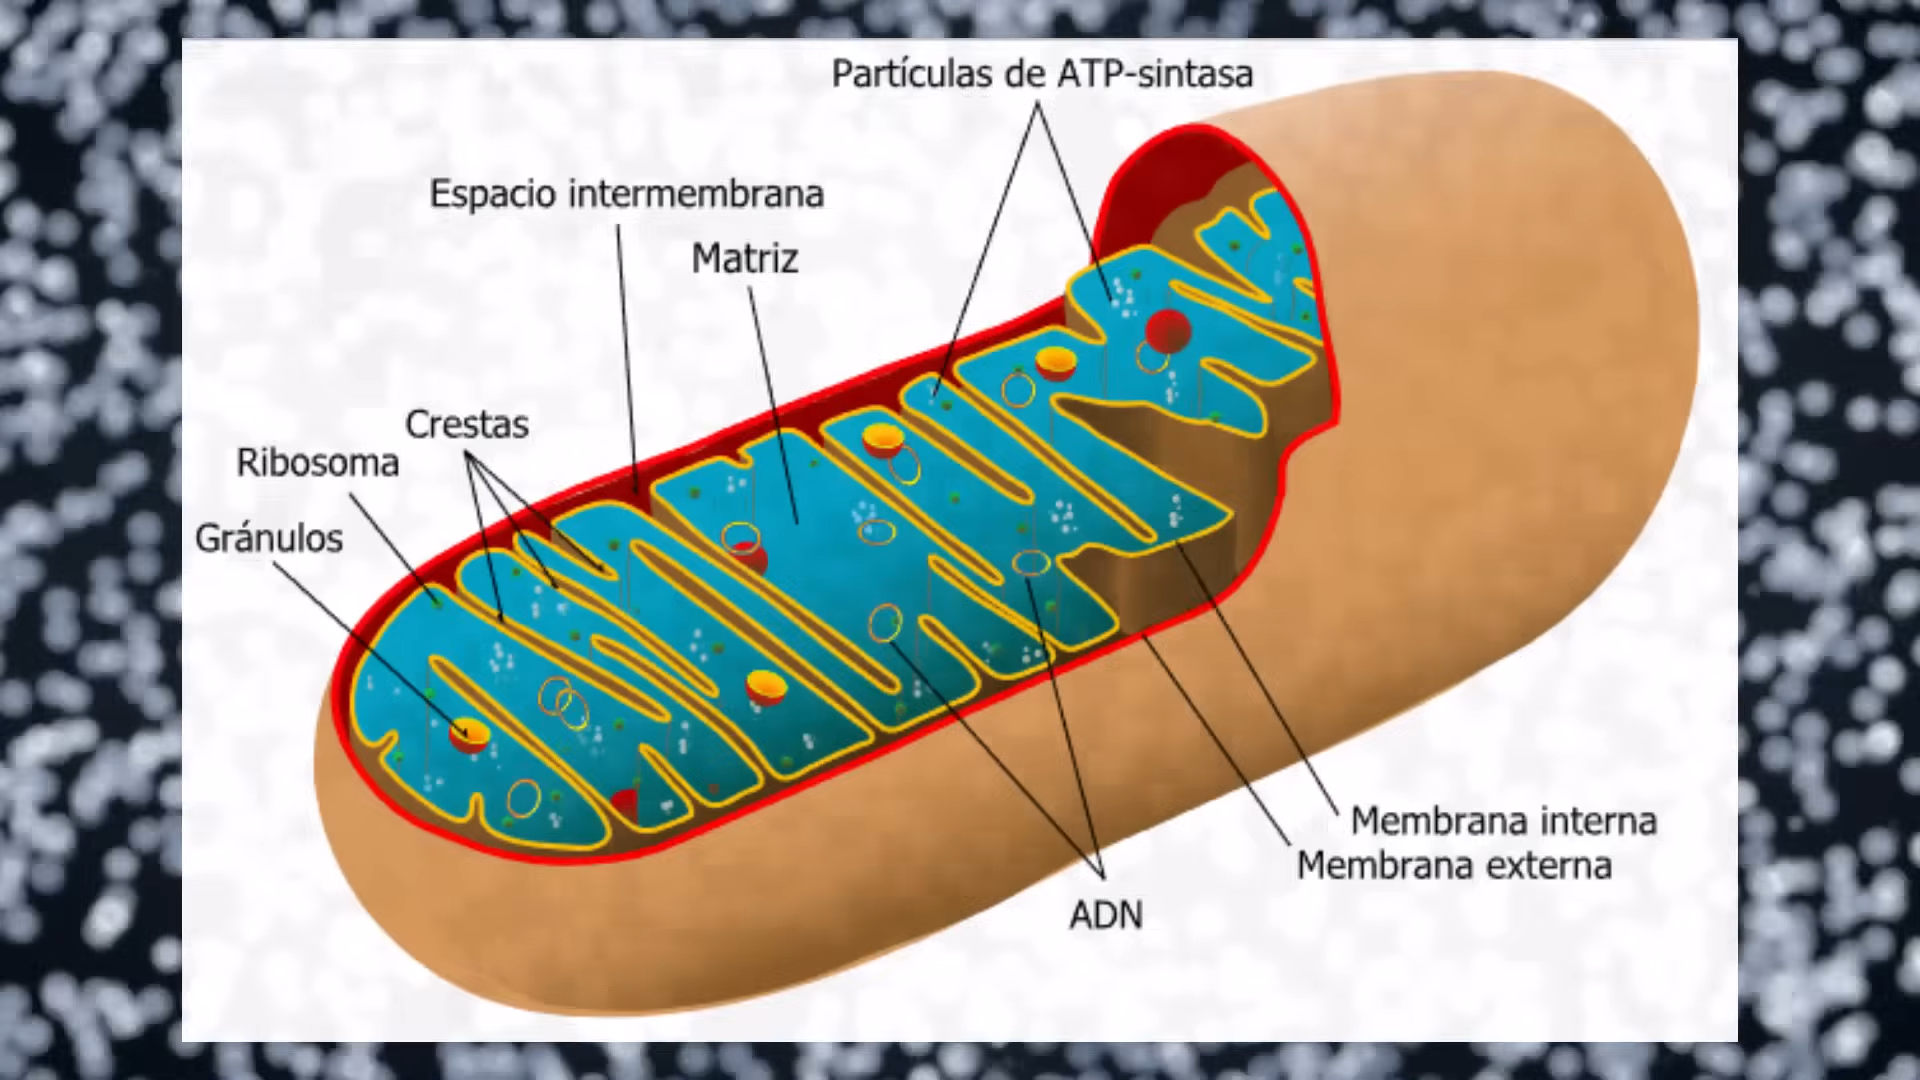 Partículas de ATP-sintasa
Espacio intermembrana
Matriz
Crestas
Ribosoma
Gránulos
Membrana interna
Membrana externa
ADN